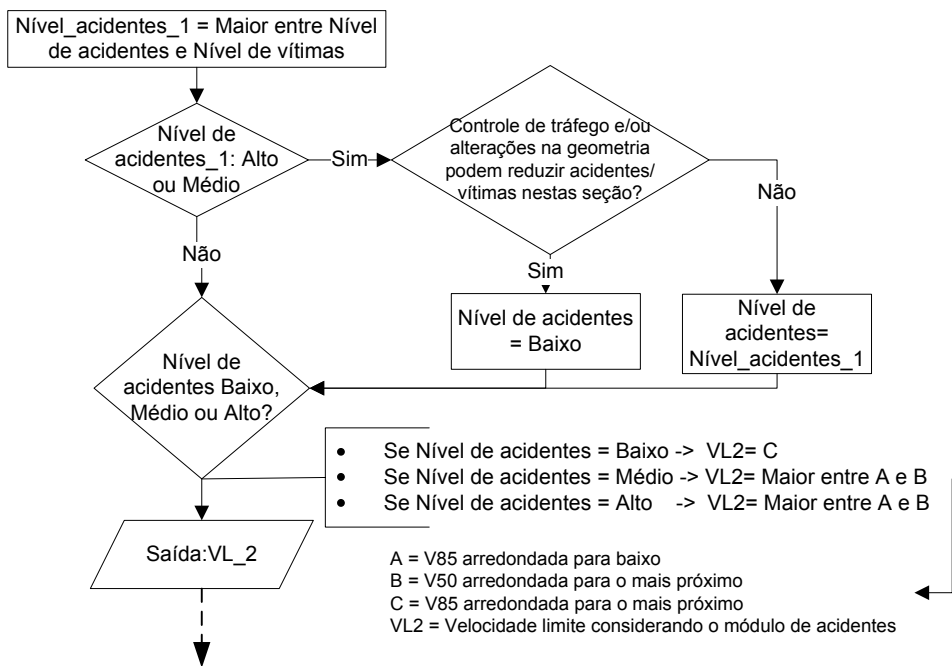 Nível_acidentes_1 = Maior entre Nível
de acidentes e Nível de vítimas
Nível de
acidentes_1: Alto
ou Médio
Sim
Controle de tráfego e/ou
alterações na geometria
podem reduzir acidentes/
vítimas nestas seção?
Não
Não
Sim
Nível de acidentes
= Baixo
Nível de
acidentes=
Nível_acidentes_1
Nível de
acidentes Baixo,
Médio ou Alto?
• Se Nível de acidentes = Baixo -> VL2= C
• Se Nível de acidentes = Médio -> VL2= Maior entre A e B
• Se Nível de acidentes = Alto -> VL2= Maior entre A e B
Saída:VL_2
A = V85 arredondada para baixo
B = V50 arredondada para o mais próximo
C = V85 arredondada para o mais próximo
VL2 = Velocidade limite considerando o módulo de acidentes